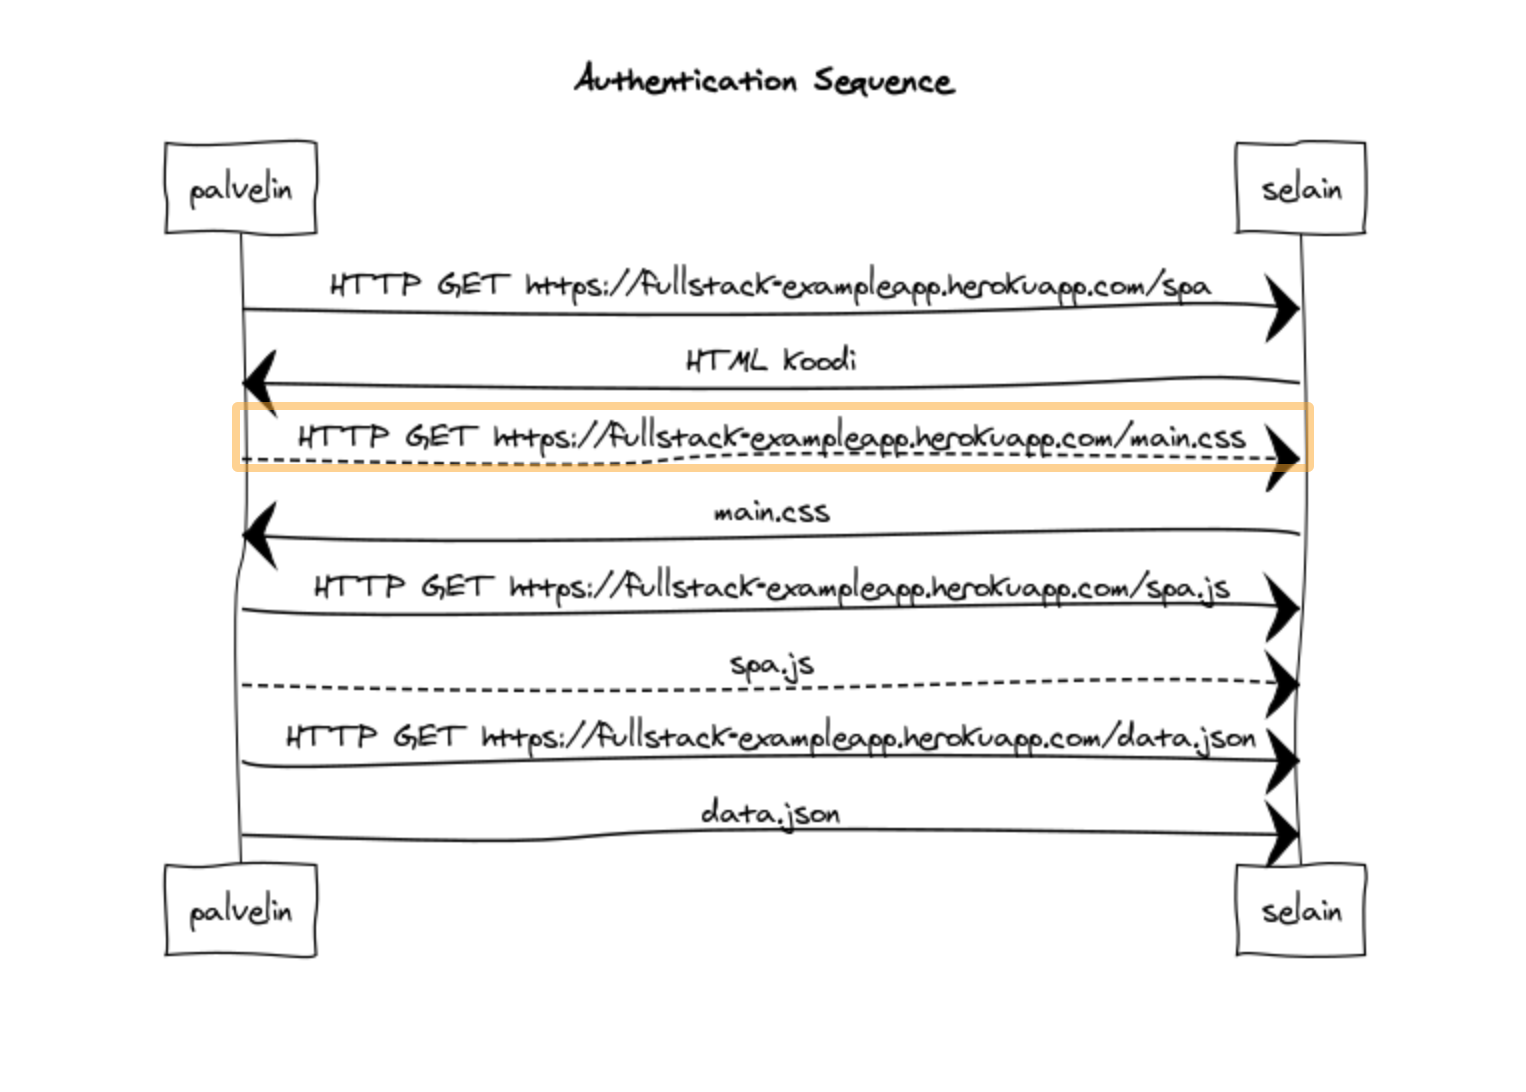 Authentication Sequence
palvelin
selain
HTTP GET https://fullstack-exampleapp.herokuapp.com/spa
HTML koodi
HTTP GET https://fullstack-exampleapp.herokuapp.com/main.css
main.css
HTTP GET https://fullstack-exampleapp.herokuapp.com/spa.js
spa.js
HTTP GET https://fullstack-exampleapp.herokuapp.com/data.json
data.json
palvelin
selain